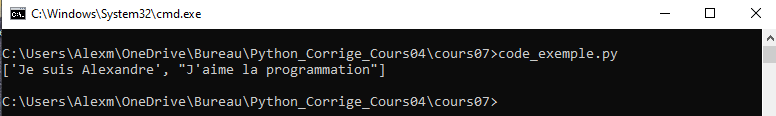 C:\Windows\System32\cmd.exe
C:\Users\Alexm\OneDrive\Bureau\Python_Corrige_Cours04\cours07>code_exemple.py
['Je suis Alexandre', "J'aime la programmation"]
C:\Users\Alexm\OneDrive\Bureau\Python_Corrige_Cours04\cours07>